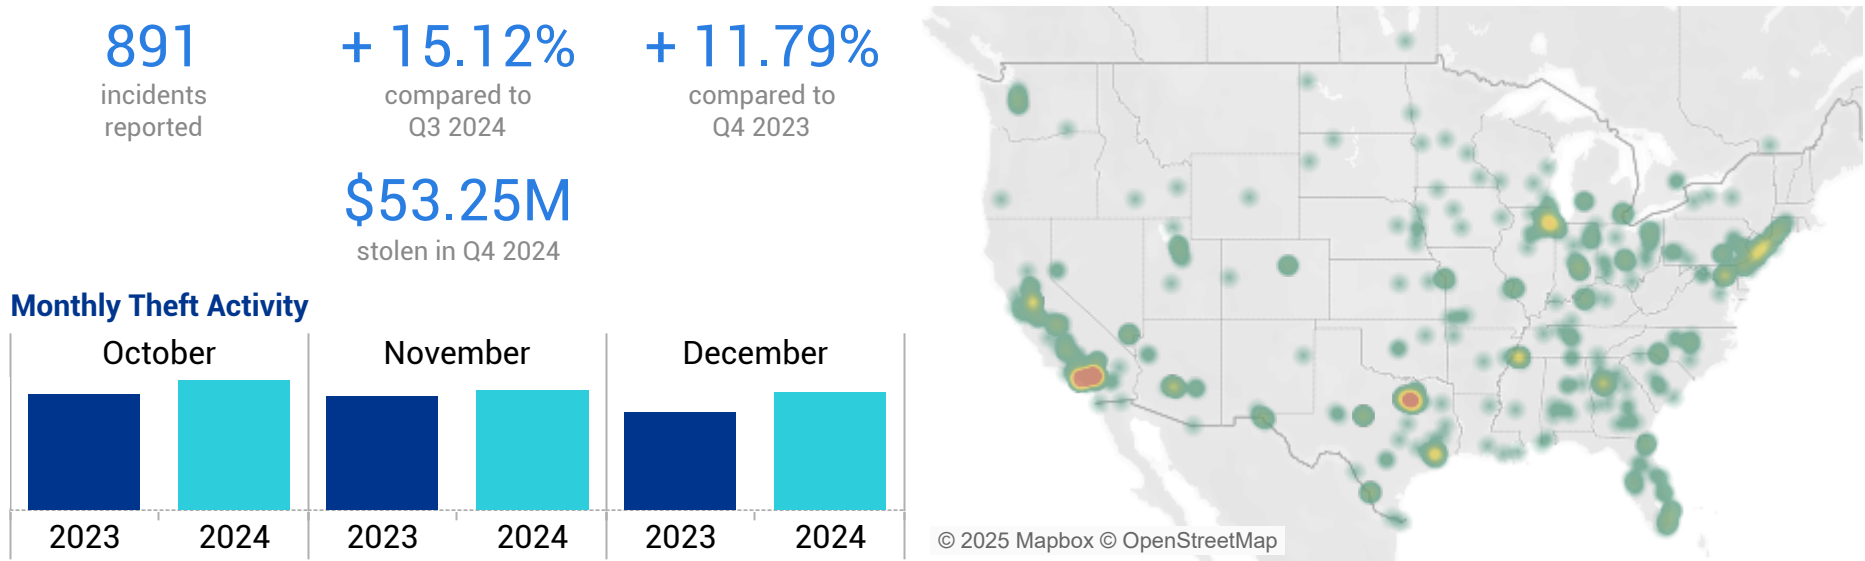 891
incidents
reported
+ 15.12%
compared to
Q3 2024
+ 11.79%
compared to
Q4 2023
$53.25M
stolen in Q4 2024
Monthly Theft Activity
October
November
December
2023
2024
2023
2024
2023
2024
© 2025 Mapbox © OpenStreetMap